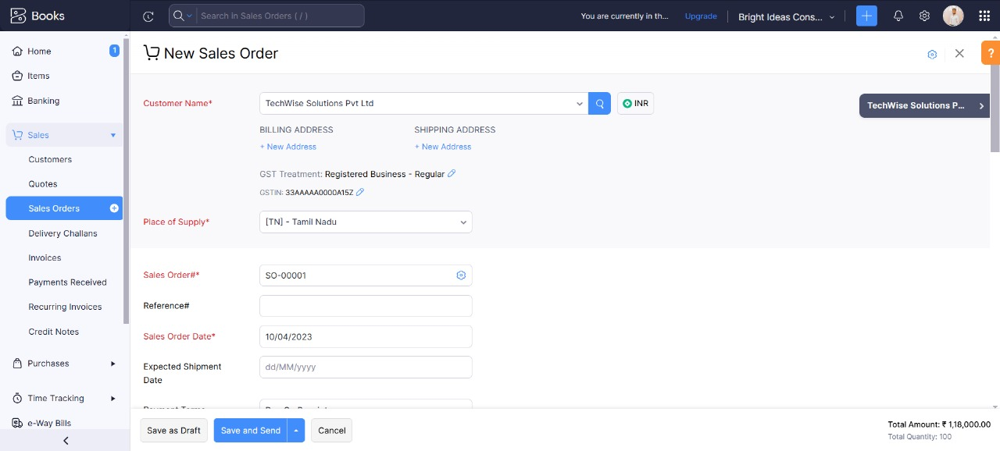 Books
Search in Sales Orders ( / )
You are currently in th...
Upgrade
Bright Ideas Cons...
Home
1
Items
Banking
Sales
Customers
Quotes
Sales Orders
Delivery Challans
Invoices
Payments Received
Recurring Invoices
Credit Notes
Purchases
Time Tracking
e-Way Bills
New Sales Order
?
Customer Name*
TechWise Solutions Pvt Ltd
INR
TechWise Solutions P...
BILLING ADDRESS
SHIPPING ADDRESS
+ New Address
+ New Address
GST Treatment: Registered Business - Regular
GSTIN: 33AAAAA0000A15Z
Place of Supply*
[TN] - Tamil Nadu
Sales Order#*
SO-00001
Reference#
Sales Order Date*
10/04/2023
Expected Shipment
Date
dd/MM/yyyy
Save as Draft
Save and Send
Cancel
Total Amount: ₹ 1,18,000.00
Total Quantity: 100